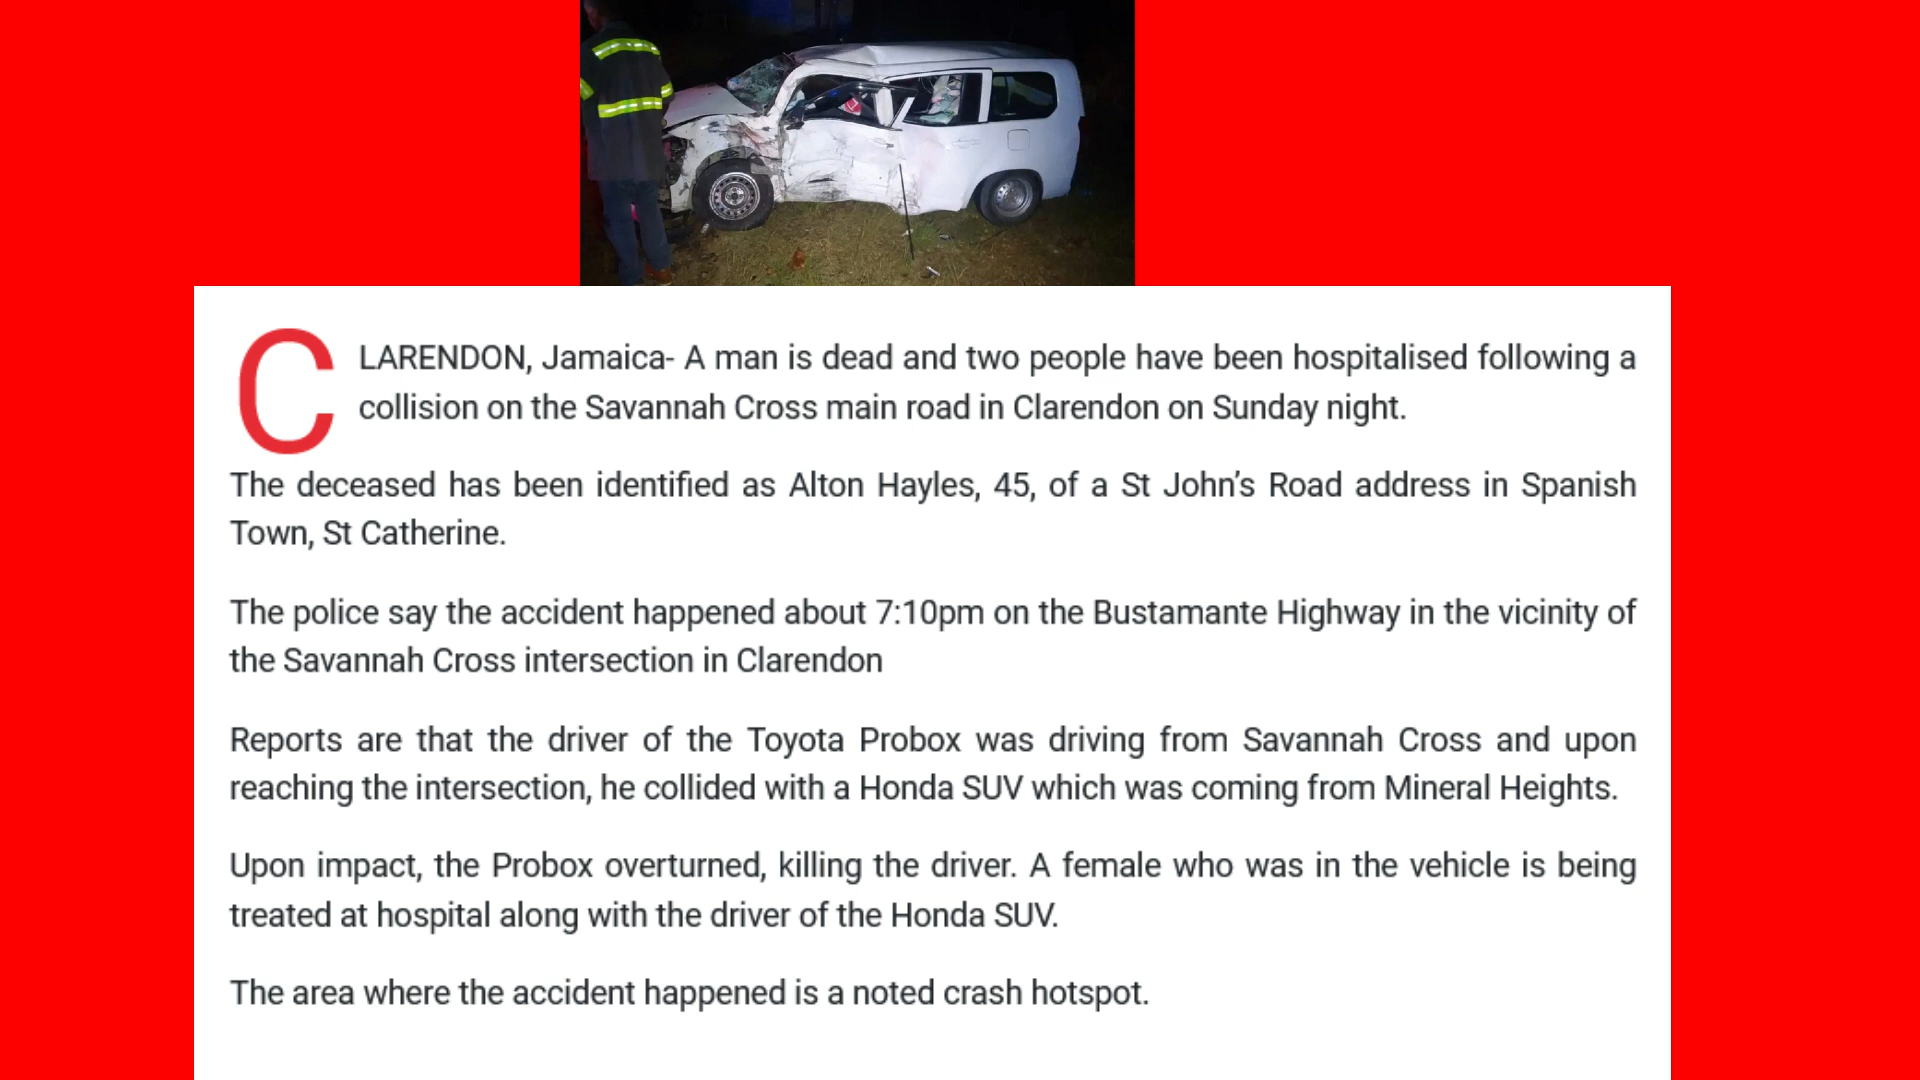 CLARENDON, Jamaica- A man is dead and two people have been hospitalised following a
collision on the Savannah Cross main road in Clarendon on Sunday night.
The deceased has been identified as Alton Hayles, 45, of a St John’s Road address in Spanish
Town, St Catherine.
The police say the accident happened about 7:10pm on the Bustamante Highway in the vicinity of
the Savannah Cross intersection in Clarendon
Reports are that the driver of the Toyota Probox was driving from Savannah Cross and upon
reaching the intersection, he collided with a Honda SUV which was coming from Mineral Heights.
Upon impact, the Probox overturned, killing the driver. A female who was in the vehicle is being
treated at hospital along with the driver of the Honda SUV.
The area where the accident happened is a noted crash hotspot.